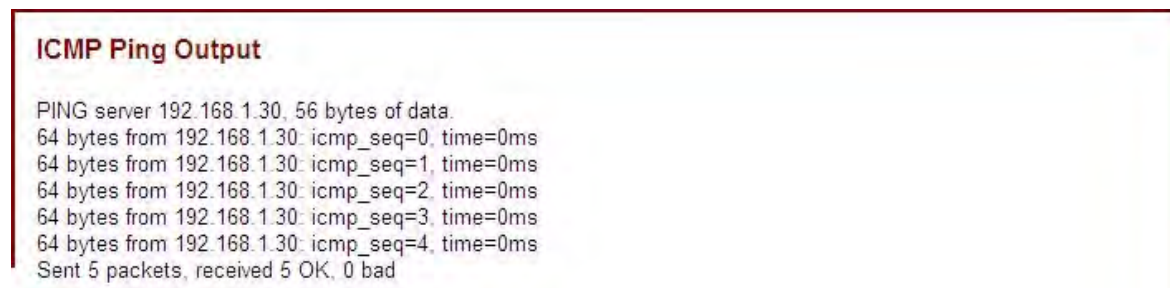 ICMP Ping Output
PING server 192.168.1.30, 56 bytes of data.
64 bytes from 192.168.1.30: icmp_seq=0, time=0ms
64 bytes from 192.168.1.30: icmp_seq=1, time=0ms
64 bytes from 192.168.1.30: icmp_seq=2, time=0ms
64 bytes from 192.168.1.30: icmp_seq=3, time=0ms
64 bytes from 192.168.1.30: icmp_seq=4, time=0ms
Sent 5 packets, received 5 OK, 0 bad